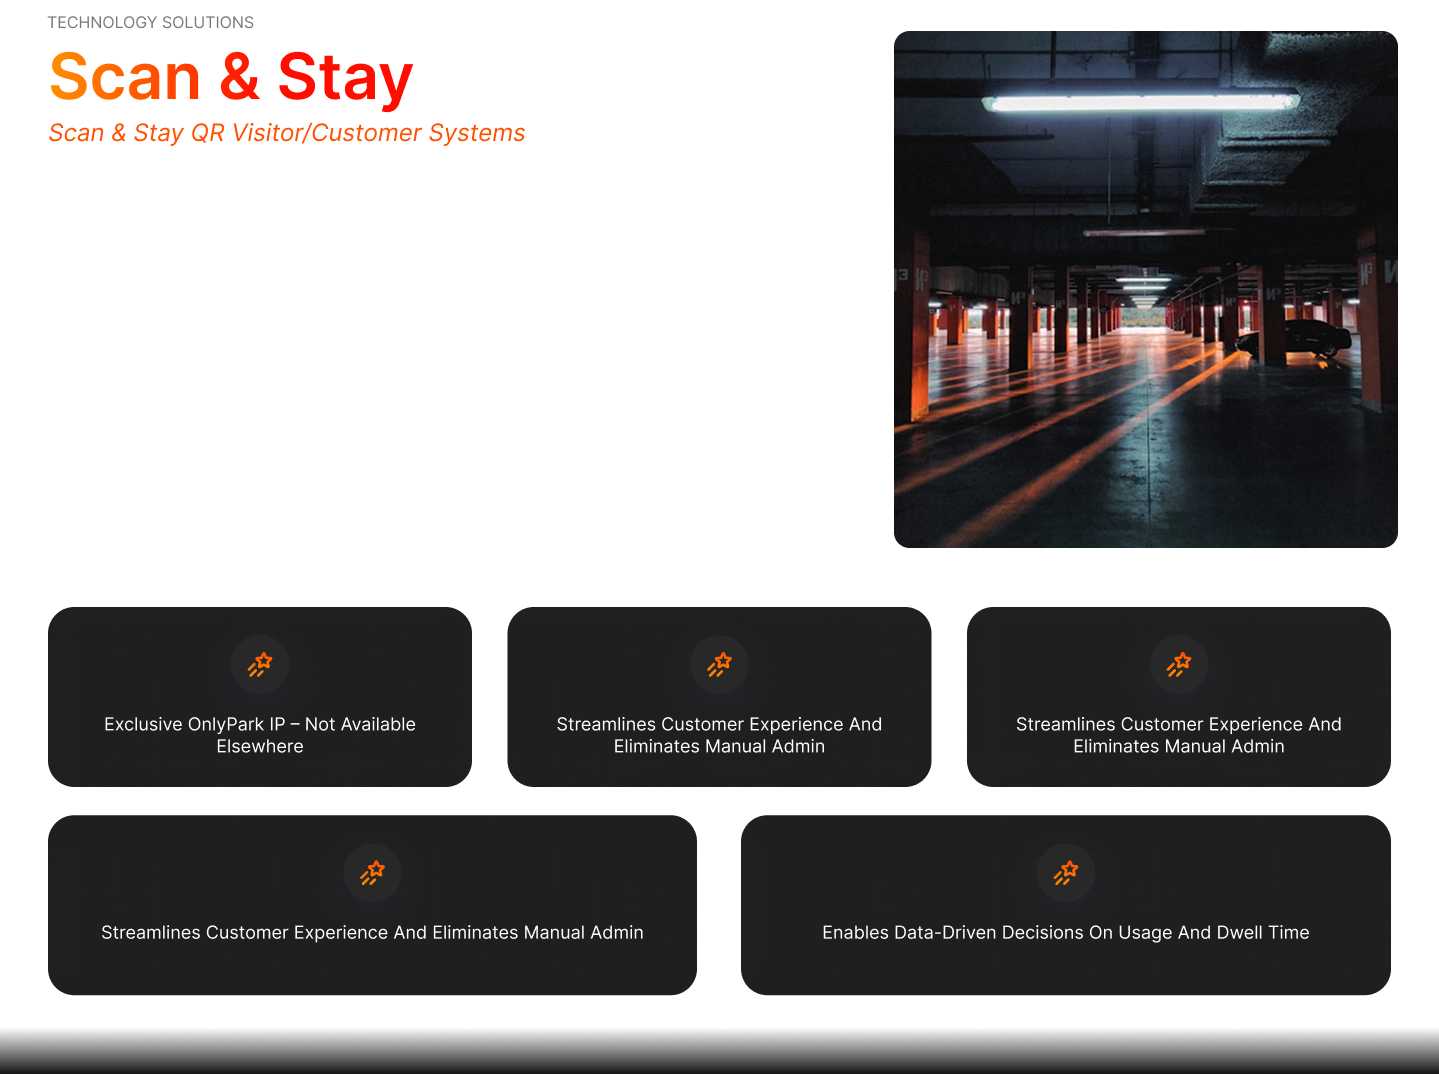 TECHNOLOGY SOLUTIONS
Scan & Stay
Scan & Stay QR Visitor/Customer Systems
Exclusive OnlyPark IP – Not Available
Elsewhere
Streamlines Customer Experience And
Eliminates Manual Admin
Streamlines Customer Experience And
Eliminates Manual Admin
Streamlines Customer Experience And Eliminates Manual Admin
Enables Data-Driven Decisions On Usage And Dwell Time